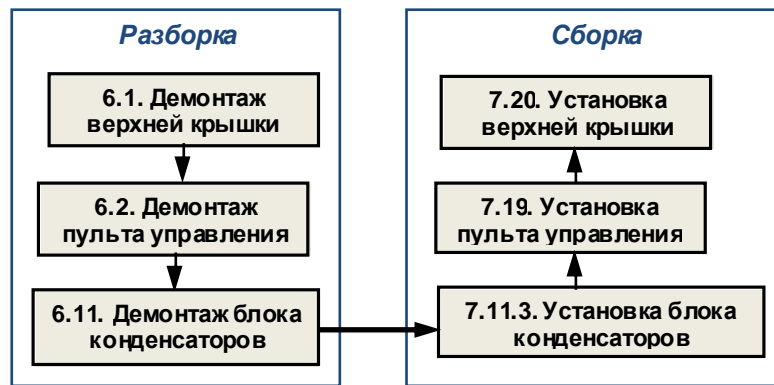 Разборка
6.1. Демонтаж
верхней крышки
6.2. Демонтаж
пульта управления
6.11. Демонтаж блока
конденсаторов
Сборка
7.20. Установка
верхней крышки
7.19. Установка
пульта управления
7.11.3. Установка блока
конденсаторов